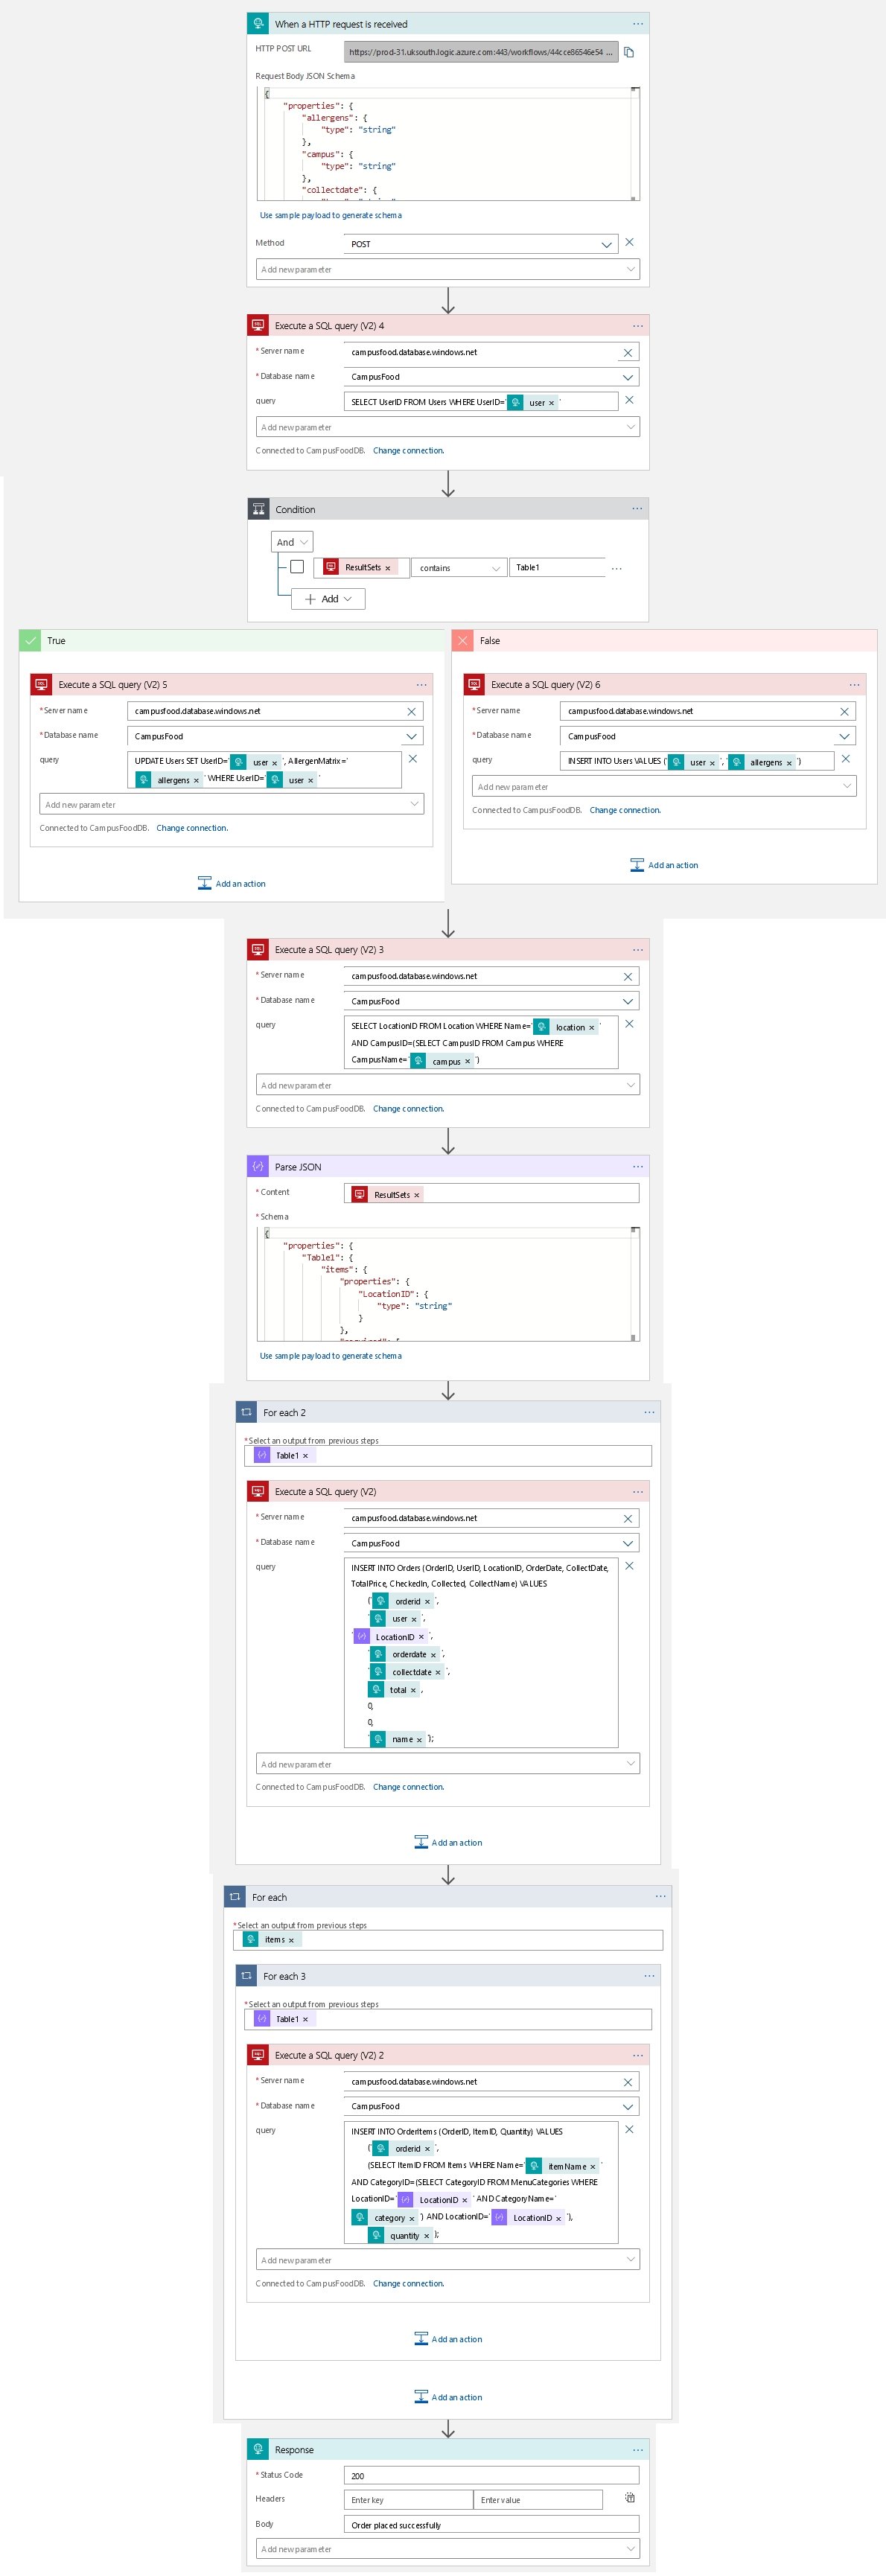 When a HTTP request is received
HTTP POST URL
https://prod-31.uksouth.logic.azure.com:443/workflows/44cce86546e54 ...
Request Body JSON Schema
{
"properties": {
"allergens": {
"type": "string"
},
"campus": {
"type": "string"
},
"collectdate": {
Use sample payload to generate schema
Method
POST
Add new parameter
Execute a SQL query (V2) 4
* Server name
campusfood.database.windows.net
* Database name
CampusFood
query
SELECT UserID FROM Users WHERE UserID=' user '
Add new parameter
Connected to CampusFoodDB. Change connection.
Condition
And
ResultSets contains Table1
Add
True
Execute a SQL query (V2) 5
* Server name
campusfood.database.windows.net
* Database name
CampusFood
query
UPDATE Users SET UserID=' user ', AllergenMatrix='
allergens ' WHERE UserID=' user '
Add new parameter
Connected to CampusFoodDB. Change connection.
Add an action
False
Execute a SQL query (V2) 6
* Server name
campusfood.database.windows.net
* Database name
CampusFood
query
INSERT INTO Users VALUES (' user ', ' allergens ')
Add new parameter
Connected to CampusFoodDB. Change connection.
Add an action
Execute a SQL query (V2) 3
* Server name
campusfood.database.windows.net
* Database name
CampusFood
query
SELECT LocationID FROM Location WHERE Name=' location '
AND CampusID=(SELECT CampusID FROM Campus WHERE
CampusName=' campus ')
Add new parameter
Connected to CampusFoodDB. Change connection.
Parse JSON
* Content
ResultSets
* Schema
{
"properties": {
"Table1": {
"items": {
"properties": {
"LocationID": {
"type": "string"
}
},
Use sample payload to generate schema
For each 2
* Select an output from previous steps
Table1
Execute a SQL query (V2)
* Server name
campusfood.database.windows.net
* Database name
CampusFood
query
INSERT INTO Orders (OrderID, UserID, LocationID, OrderDate, CollectDate,
TotalPrice, CheckedIn, Collected, CollectName) VALUES
(' orderid ',
' user ',
' LocationID ',
' orderdate ',
' collectdate ',
total ,
0,
0,
' name ');
Add new parameter
Connected to CampusFoodDB. Change connection.
Add an action
For each
* Select an output from previous steps
items
For each 3
* Select an output from previous steps
Table1
Execute a SQL query (V2) 2
* Server name
campusfood.database.windows.net
* Database name
CampusFood
query
INSERT INTO OrderItems (OrderID, ItemID, Quantity) VALUES
(' orderid ',
(SELECT ItemID FROM Items WHERE Name=' itemName '
AND CategoryID=(SELECT CategoryID FROM MenuCategories WHERE
LocationID=' LocationID ' AND CategoryName='
category ') AND LocationID=' LocationID '),
quantity );
Add new parameter
Connected to CampusFoodDB. Change connection.
Add an action
Add an action
Response
* Status Code
200
Headers
Enter key
Enter value
Body
Order placed successfully
Add new parameter